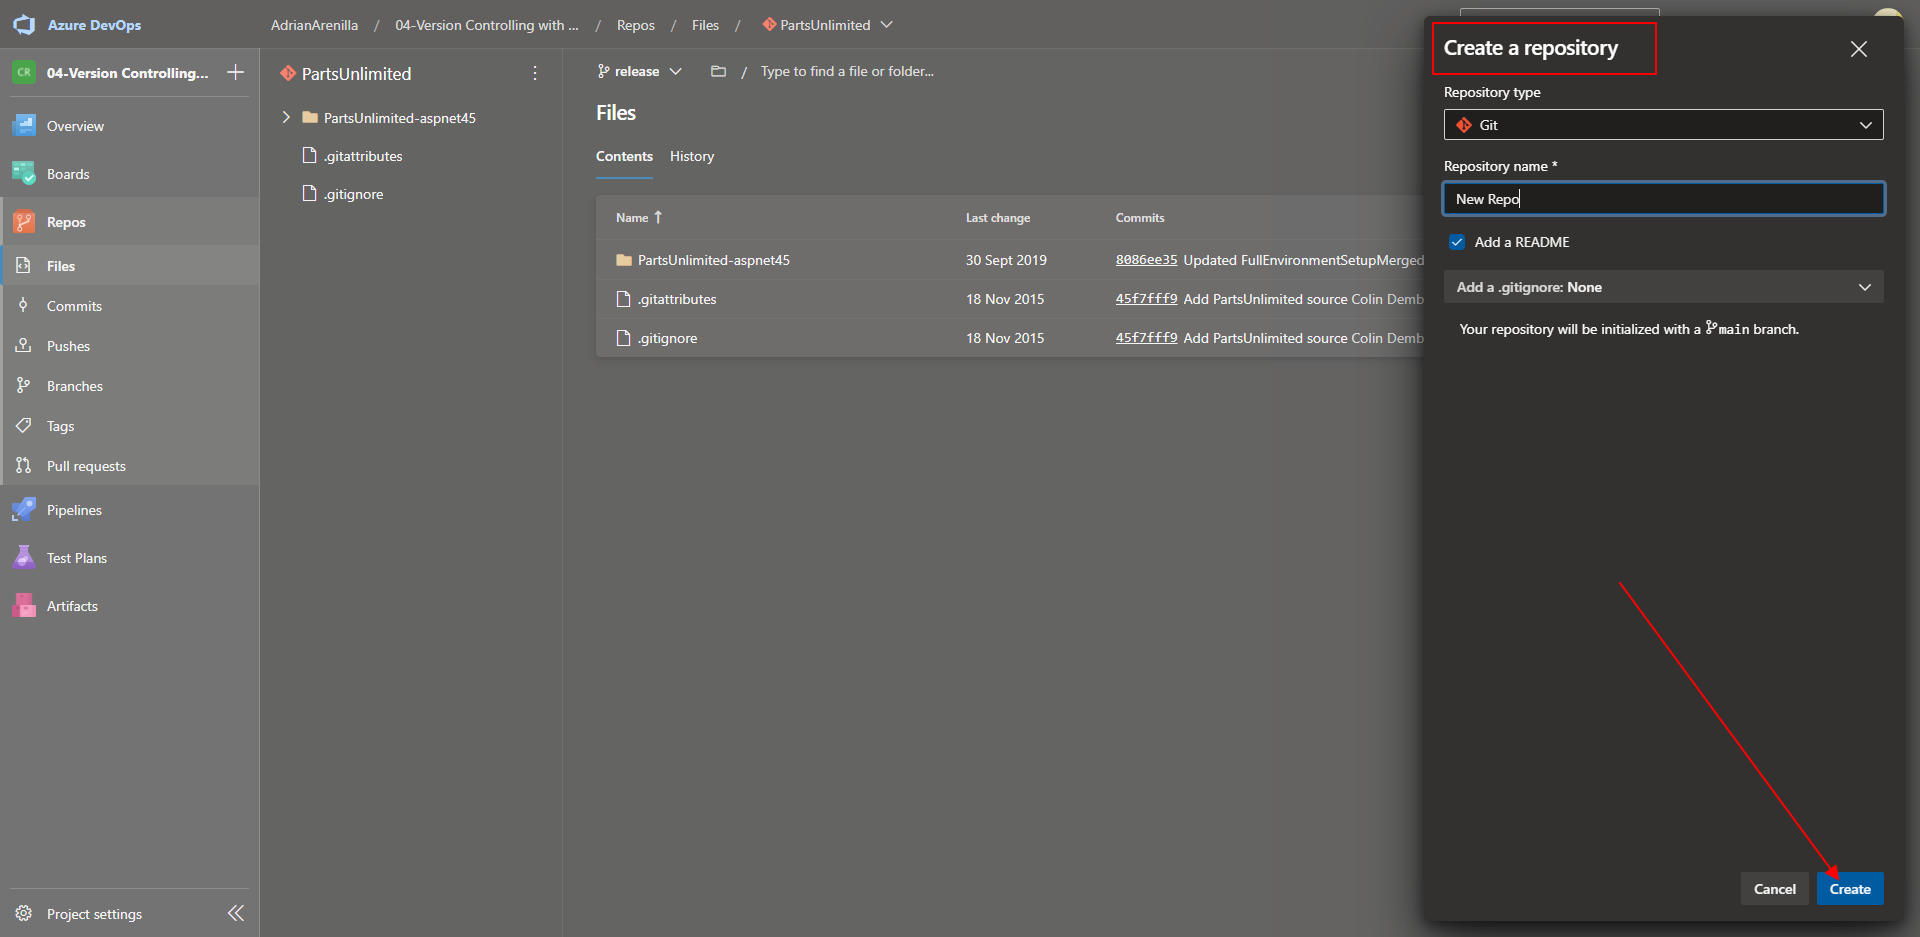 Azure DevOps
AdrianArenilla / 04-Version Controlling with ... / Repos / Files / PartsUnlimited
CR 04-Version Controlling...
Overview
Boards
Repos
Files
Commits
Pushes
Branches
Tags
Pull requests
Pipelines
Test Plans
Artifacts
Project settings
PartsUnlimited
PartsUnlimited-aspnet45
.gitattributes
.gitignore
release / Type to find a file or folder...
Files
Contents History
Name Last change Commits
PartsUnlimited-aspnet45 30 Sept 2019 8086ee35 Updated FullEnvironmentSetupMerged
.gitattributes 18 Nov 2015 45f7fff9 Add PartsUnlimited source Colin Demb
.gitignore 18 Nov 2015 45f7fff9 Add PartsUnlimited source Colin Demb
Create a repository
Repository type
Git
Repository name *
New Repo
Add a README
Add a .gitignore: None
Your repository will be initialized with a main branch.
Cancel Create